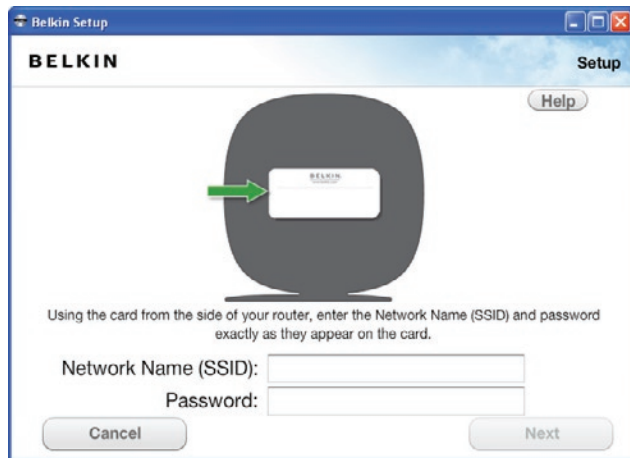 Belkin Setup
BELKIN
Setup
Help
BELKIN
Using the card from the side of your router, enter the Network Name (SSID) and password
exactly as they appear on the card.
Network Name (SSID):
Password:
Cancel
Next